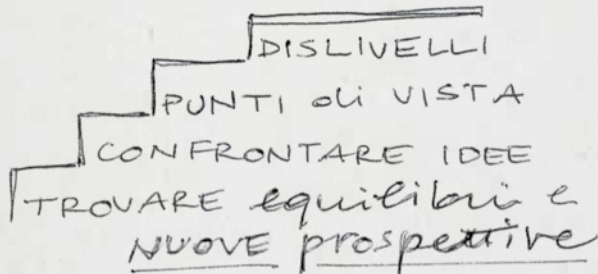 DISLIVELLI
PUNTI di VISTA
CONFRONTARE IDEE
TROVARE equilibri e
NUOVE prospettive